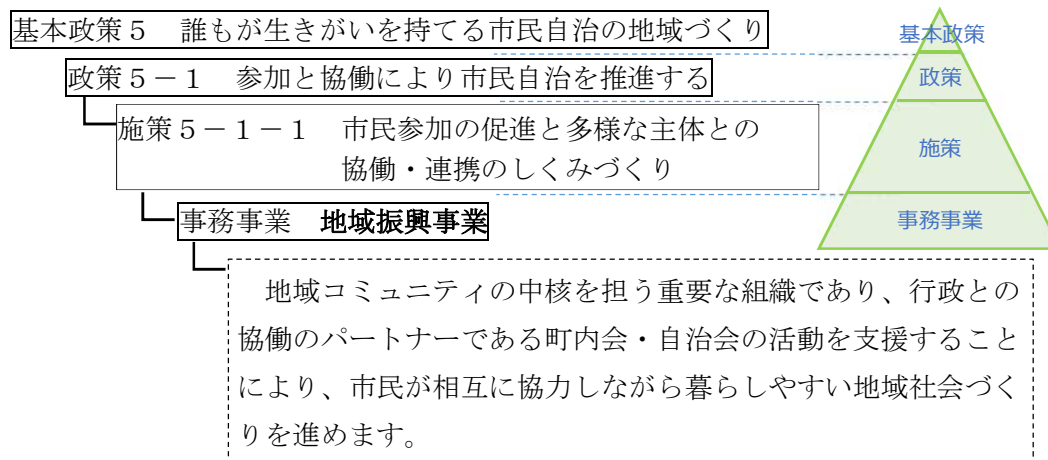 基本政策５　誰もが生きがいを持てる市民自治の地域づくり
政策５－１　参加と協働により市民自治を推進する
施策５－１－１　市民参加の促進と多様な主体との
協働・連携のしくみづくり
事務事業　地域振興事業
地域コミュニティの中核を担う重要な組織であり、行政との
協働のパートナーである町内会・自治会の活動を支援すること
により、市民が相互に協力しながら暮らしやすい地域社会づく
りを進めます。
基本政策
政策
施策
事務事業